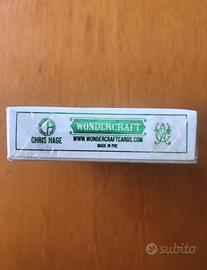 WONDERCRAFT
CHRIS HAGE
WWW.WONDERCRAFTCARDS.COM
MADE IN PRC
subito